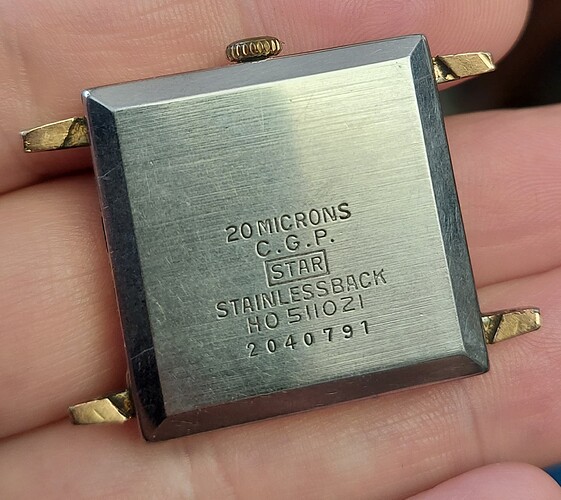 20 MICRONS
C.G.P.
STAR
STAINLESSBACK
HO 511021
2040791